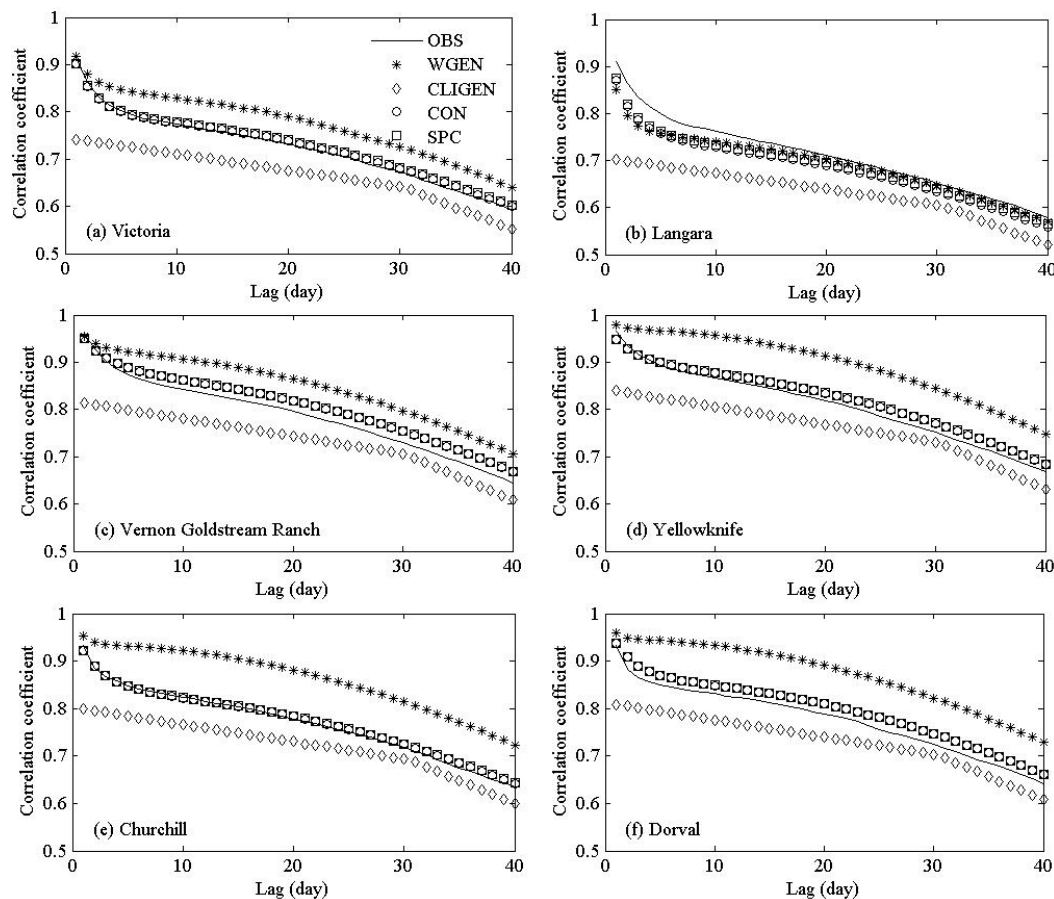 1
0.9
0.8
0.7
0.6
0.5
Correlation coefficient
OBS
WGEN
CLIGEN
CON
SPC
(a) Victoria
0 10 20 30 40
Lag (day)
1
0.9
0.8
0.7
0.6
0.5
Correlation coefficient
(b) Langara
0 10 20 30 40
Lag (day)
1
0.9
0.8
0.7
0.6
0.5
Correlation coefficient
(c) Vernon Goldstream Ranch
0 10 20 30 40
Lag (day)
1
0.9
0.8
0.7
0.6
0.5
Correlation coefficient
(d) Yellowknife
0 10 20 30 40
Lag (day)
1
0.9
0.8
0.7
0.6
0.5
Correlation coefficient
(e) Churchill
0 10 20 30 40
Lag (day)
1
0.9
0.8
0.7
0.6
0.5
Correlation coefficient
(f) Dorval
0 10 20 30 40
Lag (day)